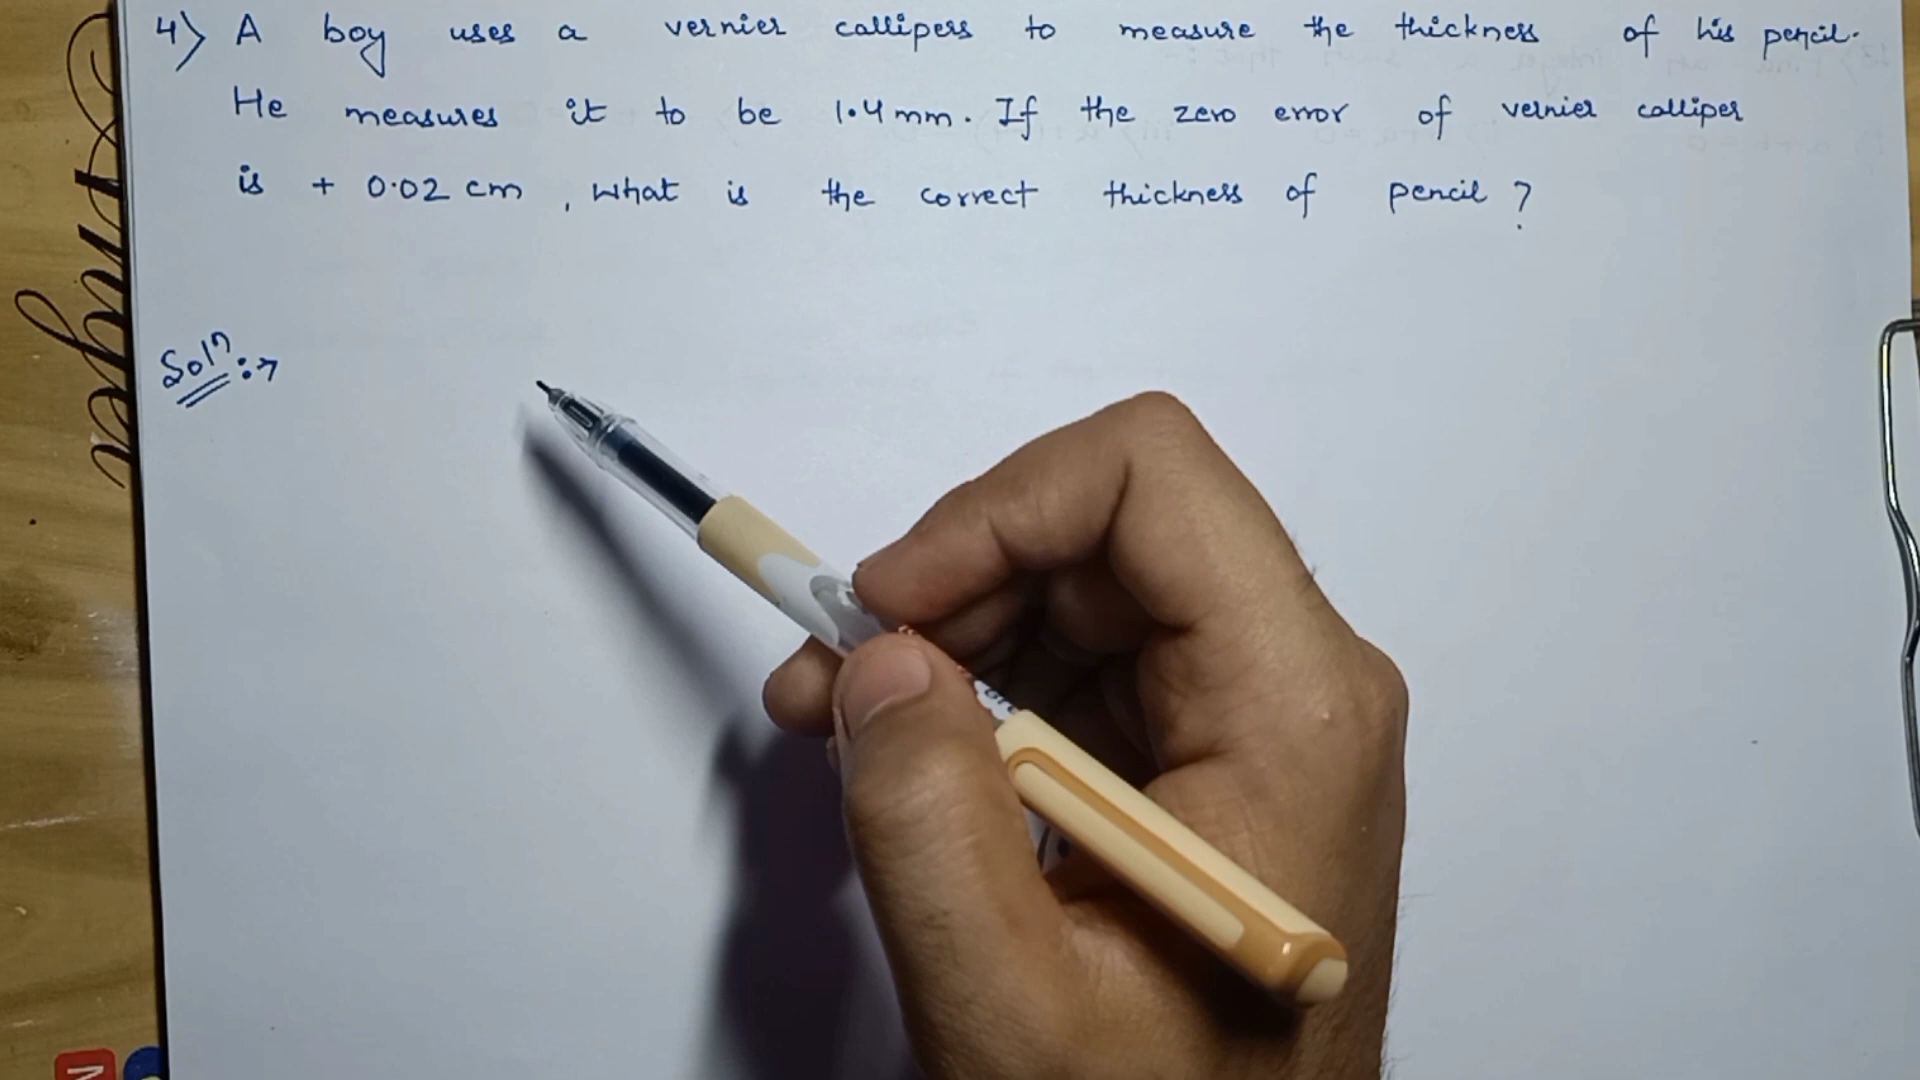 4) A boy uses a vernier callipers to measure the thickness of his pencil.
He measures it to be 1.4 mm. If the zero error of vernier calliper
is + 0.02 cm, what is the correct thickness of pencil ?
Soln :→